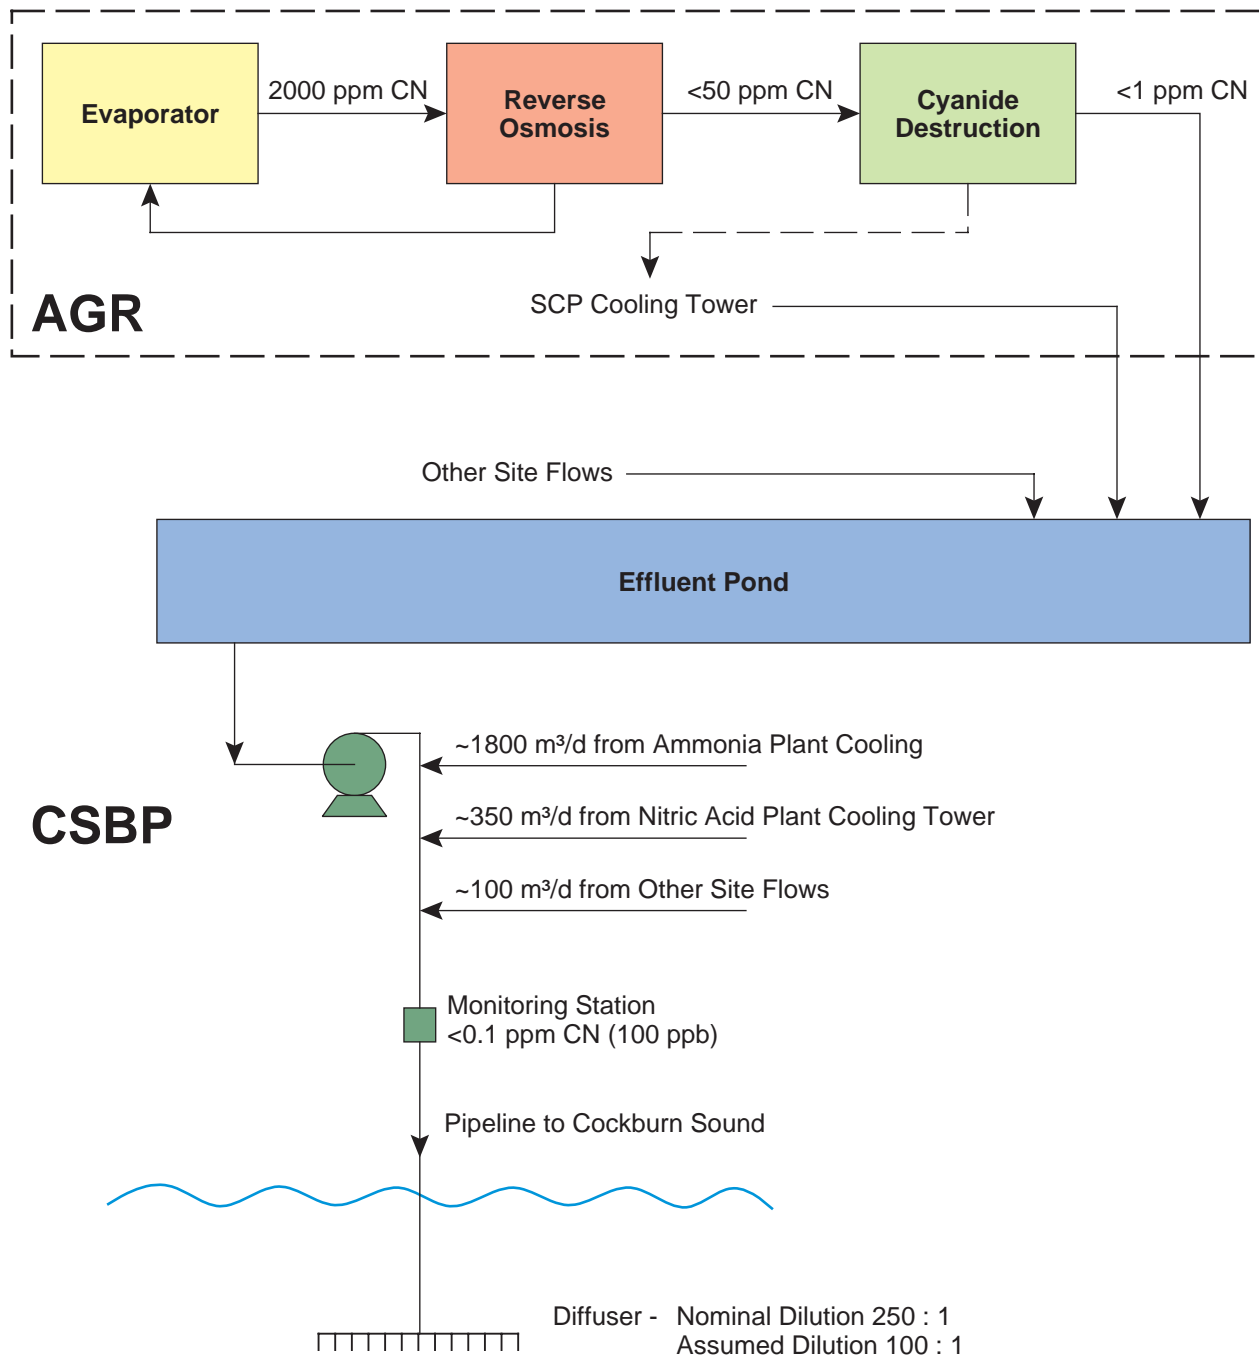 2000 ppm CN
<50 ppm CN
<1 ppm CN
Evaporator
Reverse
Osmosis
Cyanide
Destruction
SCP Cooling Tower
AGR
Other Site Flows
Effluent Pond
~1800 m³/d from Ammonia Plant Cooling
~350 m³/d from Nitric Acid Plant Cooling Tower
CSBP
~100 m³/d from Other Site Flows
Monitoring Station
<0.1 ppm CN (100 ppb)
Pipeline to Cockburn Sound
Diffuser - Nominal Dilution 250 : 1
Assumed Dilution 100 : 1